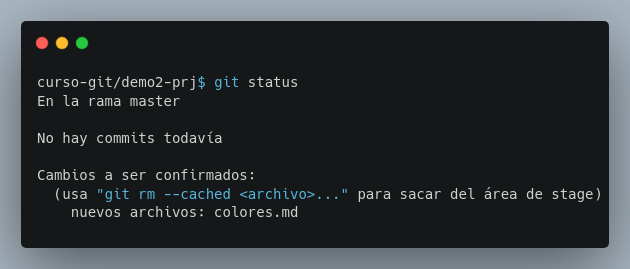 curso-git/demo2-prj$ git status
En la rama master
No hay commits todavía
Cambios a ser confirmados:
(usa "git rm --cached <archivo>..." para sacar del área de stage)
nuevos archivos: colores.md